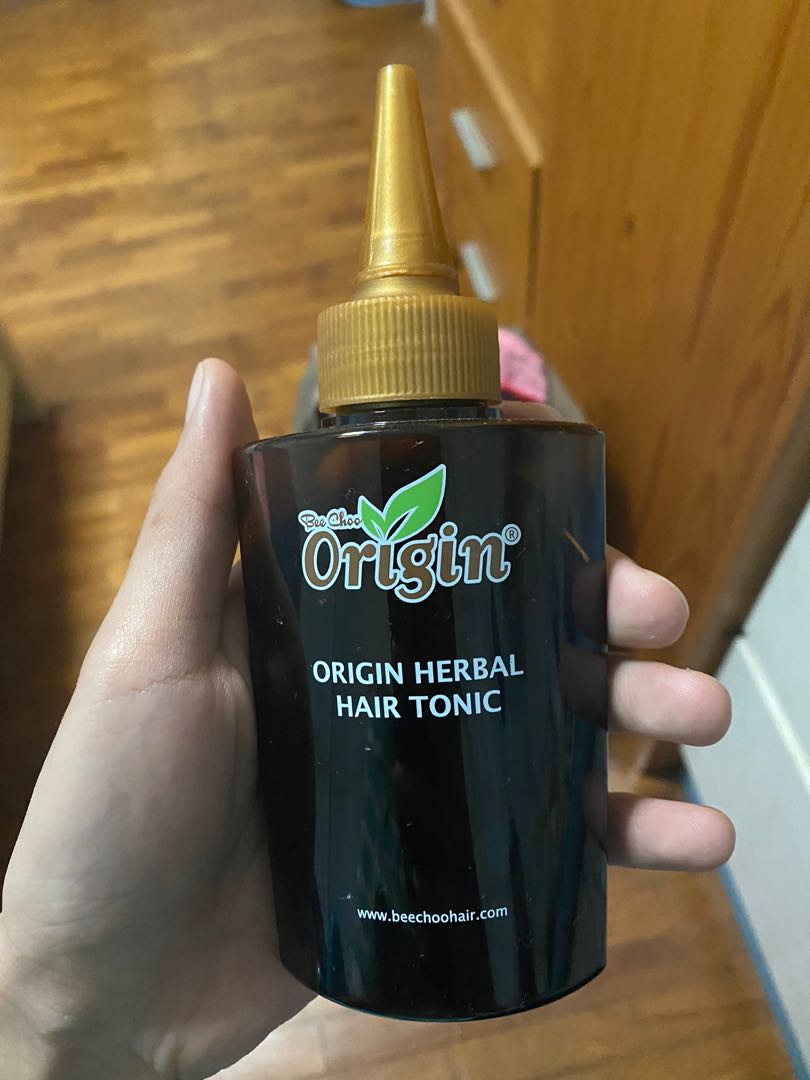 Bee Choo
Origin®
ORIGIN HERBAL
HAIR TONIC
www.beechoohair.com